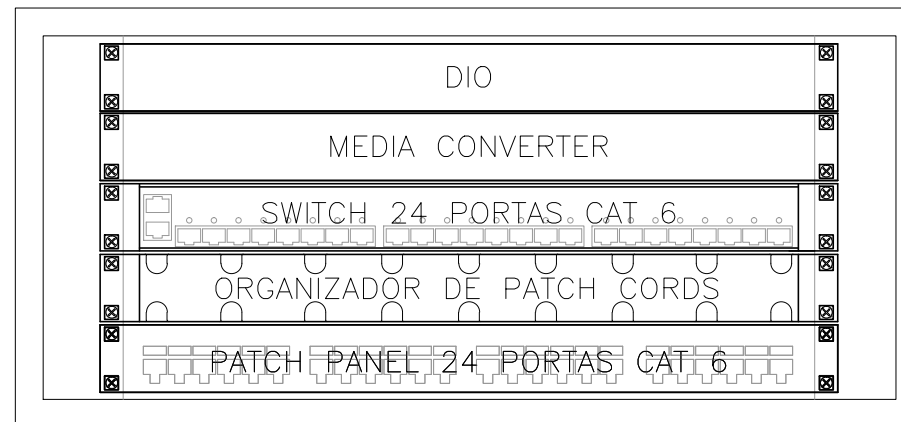 DIO
MEDIA CONVERTER
SWITCH 24 PORTAS CAT 6
ORGANIZADOR DE PATCH CORDS
PATCH PANEL 24 PORTAS CAT 6